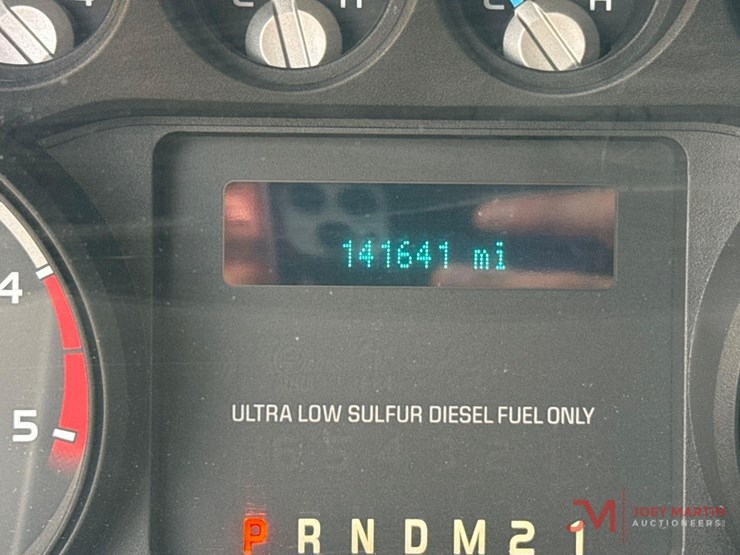 C H C H
141641 mi
4
5
ULTRA LOW SULFUR DIESEL FUEL ONLY
P R N D M 2 1
JOEY MARTIN
AUCTIONEERS